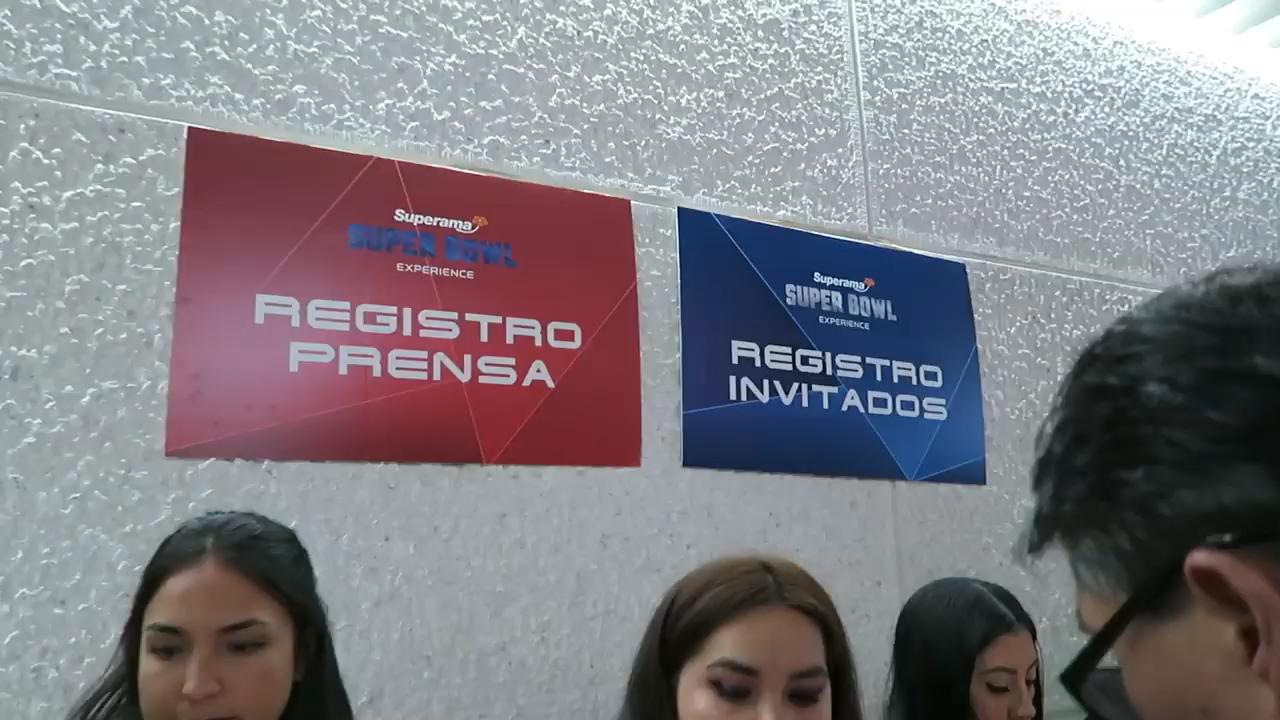 Superama
SUPER BOWL
EXPERIENCE
REGISTRO
PRENSA
Superama
SUPER BOWL
EXPERIENCE
REGISTRO
INVITADOS